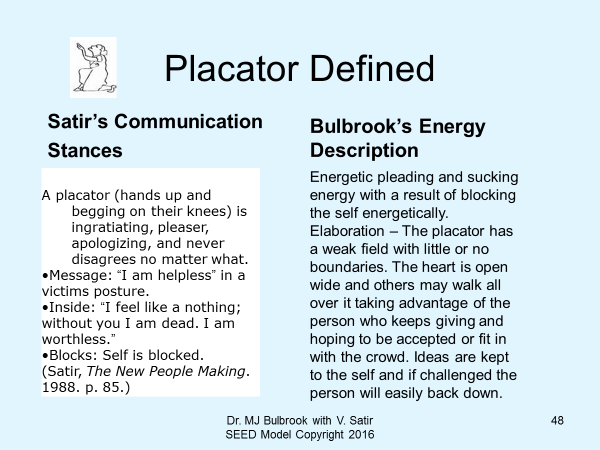 Placator Defined
Satir’s Communication
Stances
A placator (hands up and
begging on their knees) is
ingratiating, pleaser,
apologizing, and never
disagrees no matter what.
•Message: “I am helpless” in a
victims posture.
•Inside: “I feel like a nothing;
without you I am dead. I am
worthless.”
•Blocks: Self is blocked.
(Satir, The New People Making.
1988. p. 85.)
Bulbrook’s Energy
Description
Energetic pleading and sucking
energy with a result of blocking
the self energetically.
Elaboration – The placator has
a weak field with little or no
boundaries. The heart is open
wide and others may walk all
over it taking advantage of the
person who keeps giving and
hoping to be accepted or fit in
with the crowd. Ideas are kept
to the self and if challenged the
person will easily back down.
Dr. MJ Bulbrook with V. Satir
SEED Model Copyright 2016
48